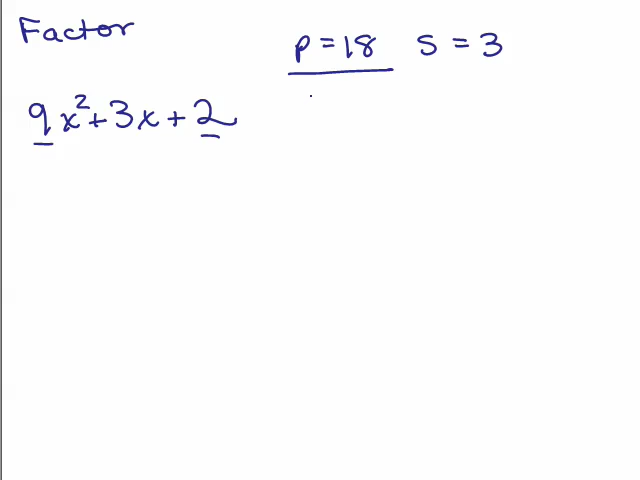 Factor
p = 18 s = 3
9x² + 3x + 2